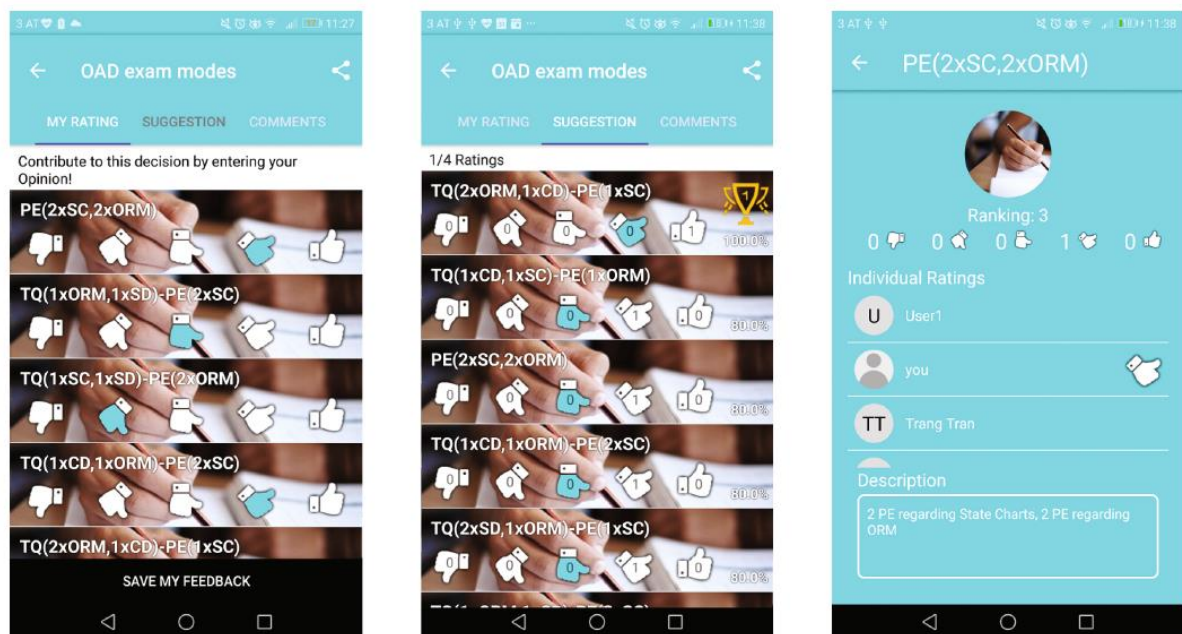 3 AT 11:27
OAD exam modes
MY RATING SUGGESTION COMMENTS
Contribute to this decision by entering your
Opinion!
PE(2xSC,2xORM)
TQ(1xORM,1xSD)-PE(2xSC)
TQ(1xSC,1xSD)-PE(2xORM)
TQ(1xCD,1xORM)-PE(2xSC)
TQ(2xORM,1xCD)-PE(1xSC)
SAVE MY FEEDBACK
3 AT 11:38
OAD exam modes
MY RATING SUGGESTION COMMENTS
1/4 Ratings
TQ(2xORM,1xCD)-PE(1xSC)
1
0 0 0 0 1 100.0%
TQ(1xCD,1xSC)-PE(1xORM)
0 0 0 1 0 80.0%
PE(2xSC,2xORM)
0 0 0 1 0 80.0%
TQ(1xCD,1xORM)-PE(2xSC)
0 0 0 1 0 80.0%
TQ(2xSD,1xORM)-PE(1xSC)
0 0 0 1 0 80.0%
3 AT 11:38
PE(2xSC,2xORM)
Ranking: 3
0 0 0 1 0
Individual Ratings
U User1
you
TT Trang Tran
Description
2 PE regarding State Charts, 2 PE regarding
ORM